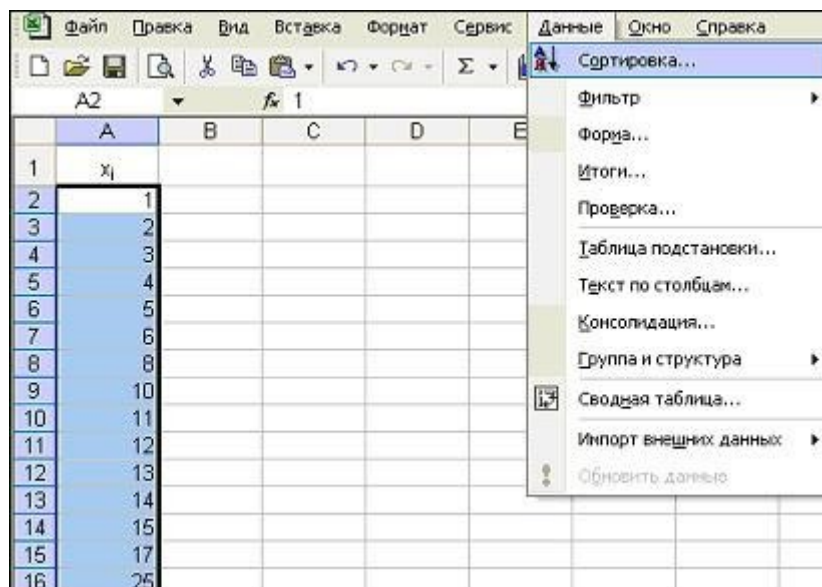 Файл Правка Вид Вставка Формат Сервис Данные Окно Справка
A2 fx 1
A B C D E
1 xi
2 1
3 2
4 3
5 4
6 5
7 6
8 8
9 10
10 11
11 12
12 13
13 14
14 15
15 17
16 25
Сортировка...
Фильтр
Форма...
Итоги...
Проверка...
Таблица подстановки...
Текст по столбцам...
Консолидация...
Группа и структура
Сводная таблица...
Импорт внешних данных
Обновить данные